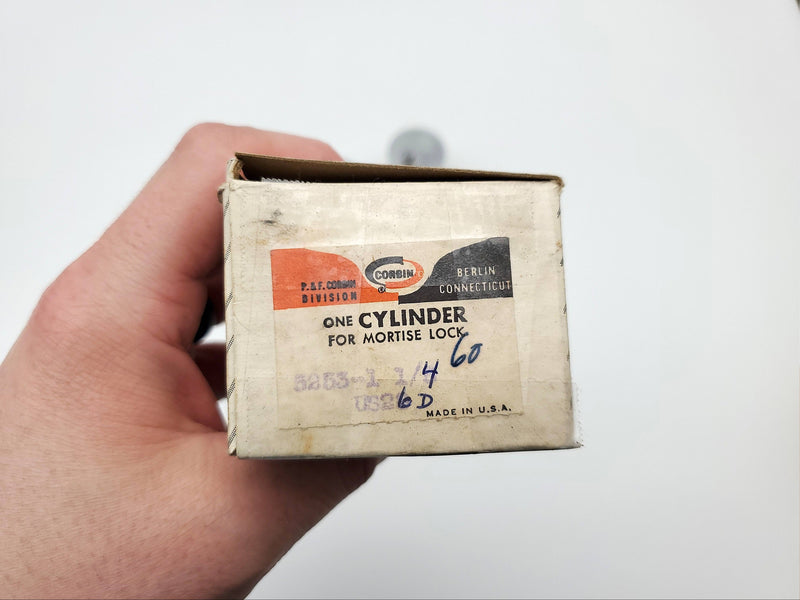 P. & F. CORBIN
DIVISION
CORBIN
BERLIN
CONNECTICUT
ONE CYLINDER
FOR MORTISE LOCK
60
5253-1 1/4
US26D
MADE IN U.S.A.